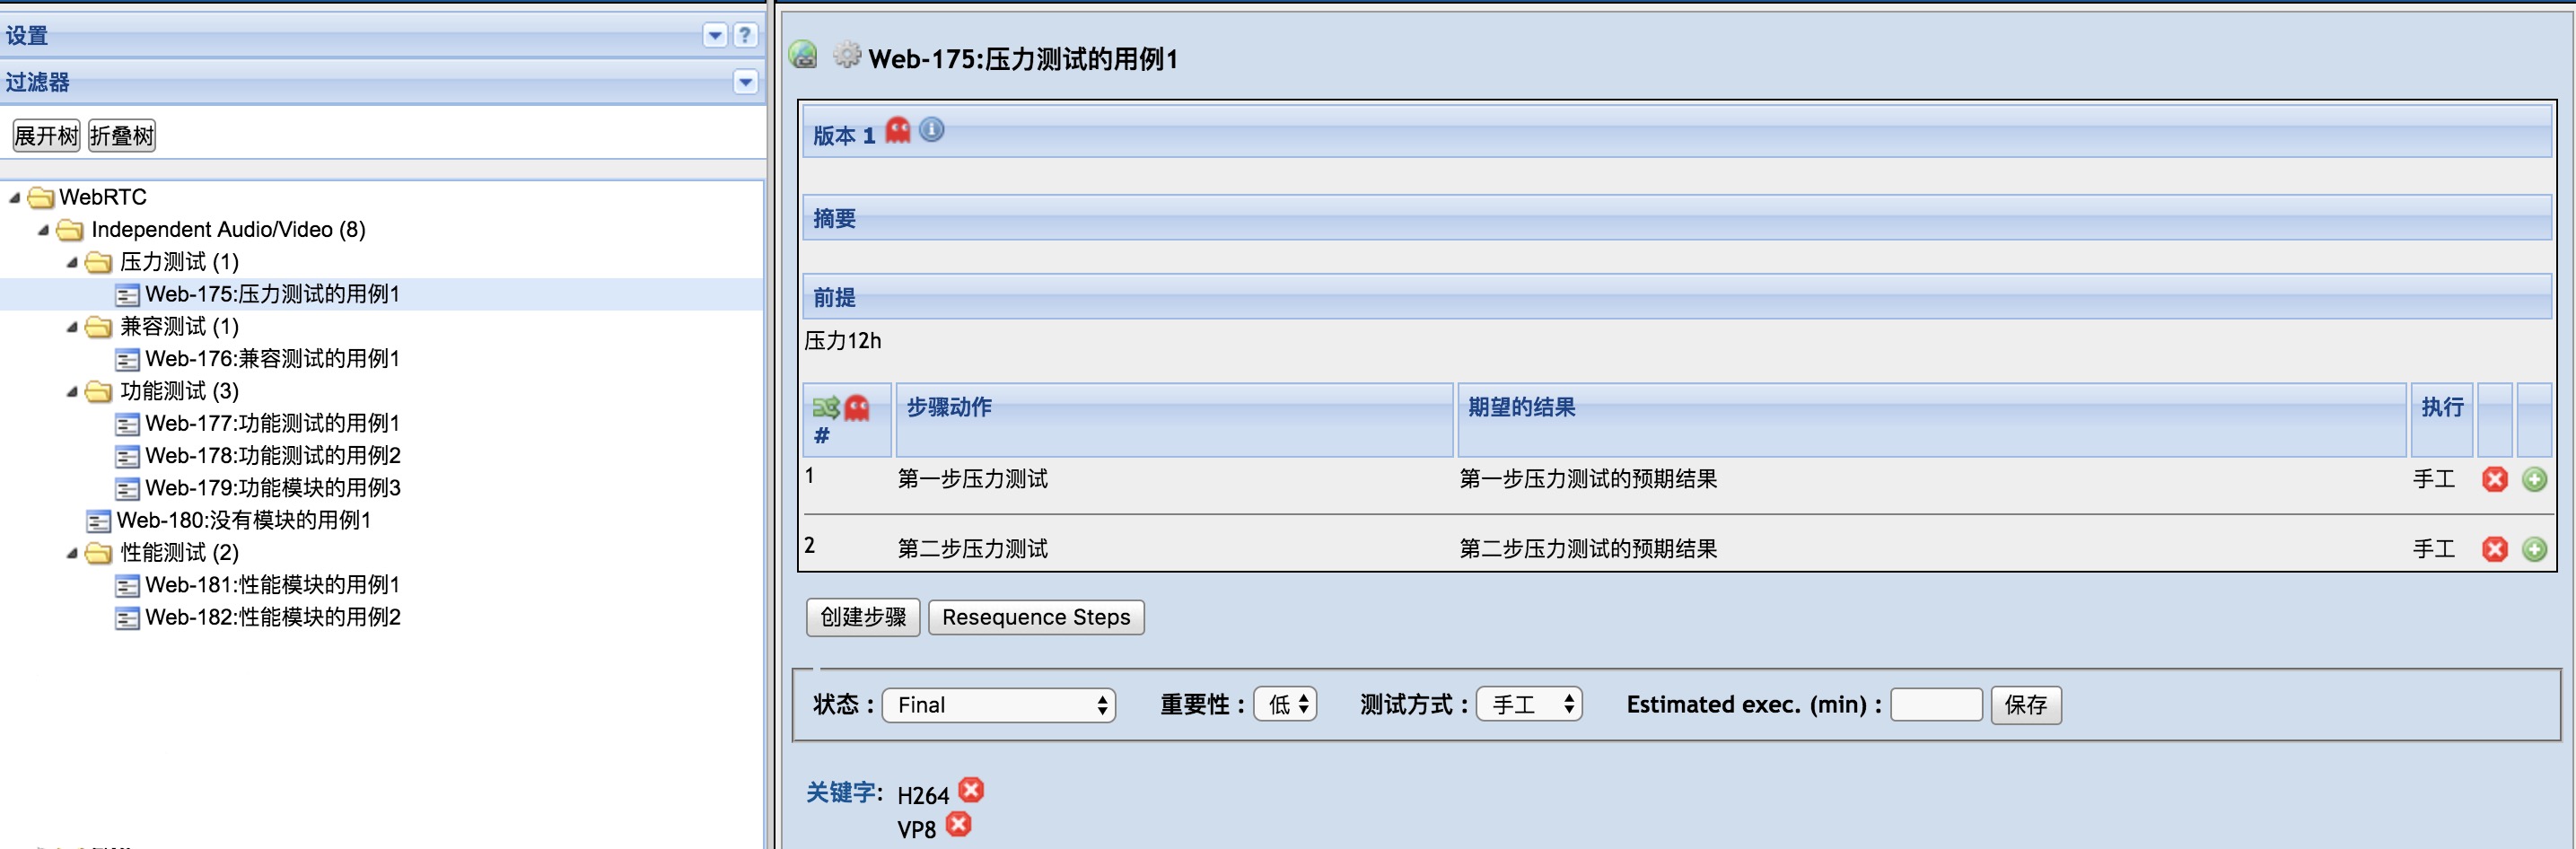 设置
过滤器
展开树 折叠树
WebRTC
Independent Audio/Video (8)
压力测试 (1)
Web-175:压力测试的用例1
兼容测试 (1)
Web-176:兼容测试的用例1
功能测试 (3)
Web-177:功能测试的用例1
Web-178:功能测试的用例2
Web-179:功能模块的用例3
Web-180:没有模块的用例1
性能测试 (2)
Web-181:性能模块的用例1
Web-182:性能模块的用例2
Web-175:压力测试的用例1
版本 1
摘要
前提
压力12h
# 步骤动作 期望的结果 执行
1 第一步压力测试 第一步压力测试的预期结果 手工
2 第二步压力测试 第二步压力测试的预期结果 手工
创建步骤 Resequence Steps
状态 : Final 重要性 : 低 测试方式 : 手工 Estimated exec. (min) : 保存
关键字: H264
VP8